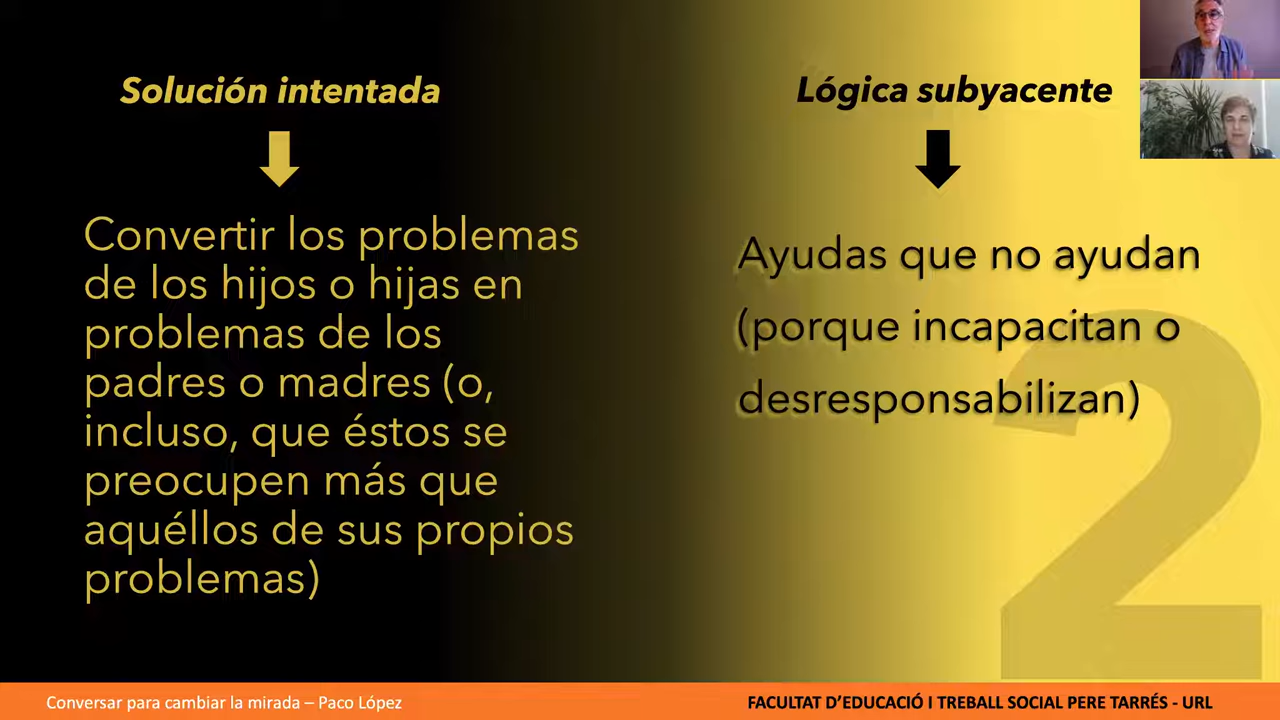 Solución intentada
Convertir los problemas
de los hijos o hijas en
problemas de los
padres o madres (o,
incluso, que éstos se
preocupen más que
aquéllos de sus propios
problemas)
Lógica subyacente
Ayudas que no ayudan
(porque incapacitan o
desresponsabilizan)
2
Conversar para cambiar la mirada – Paco López
FACULTAT D’EDUCACIÓ I TREBALL SOCIAL PERE TARRÉS - URL